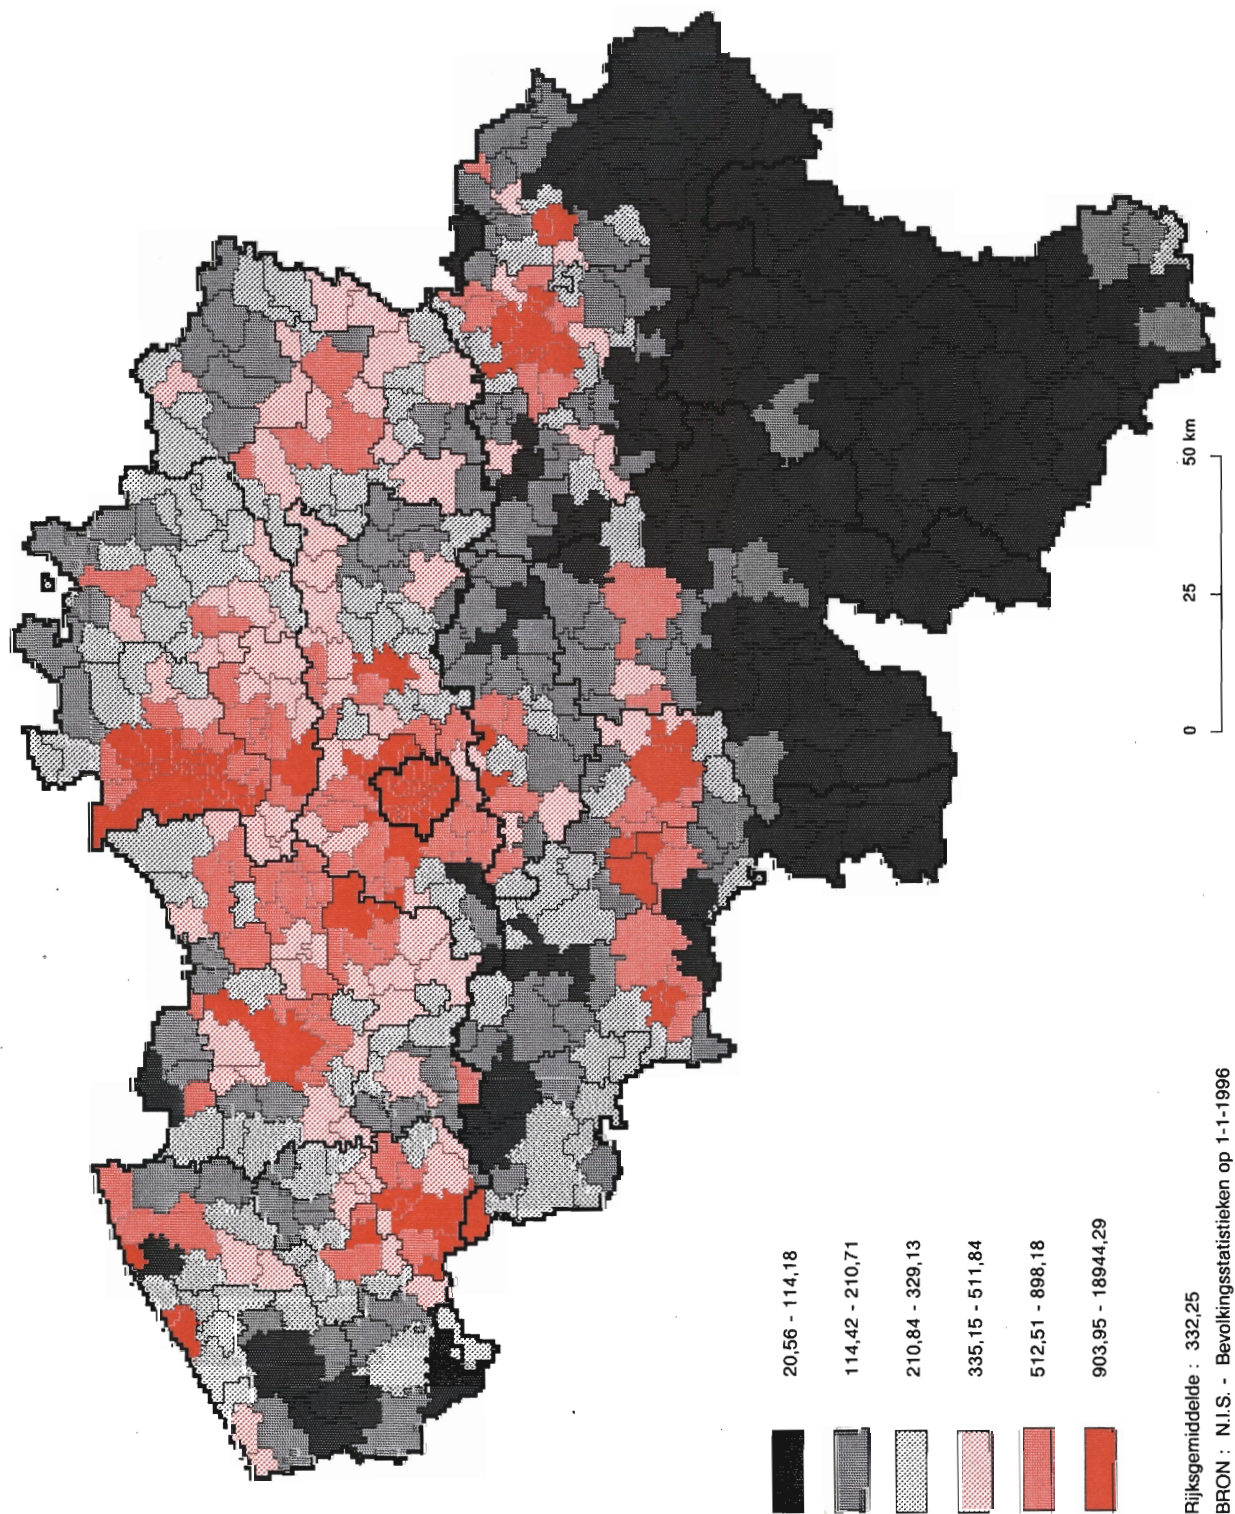 20,56 - 114,18
114,42 - 210,71
210,84 - 329,13
335,15 - 511,84
512,51 - 898,18
903,95 - 18944,29
0 25 50 km
Rijksgemiddelde : 332,25
BRON : N.I.S. - Bevolkingsstatistieken op 1-1-1996